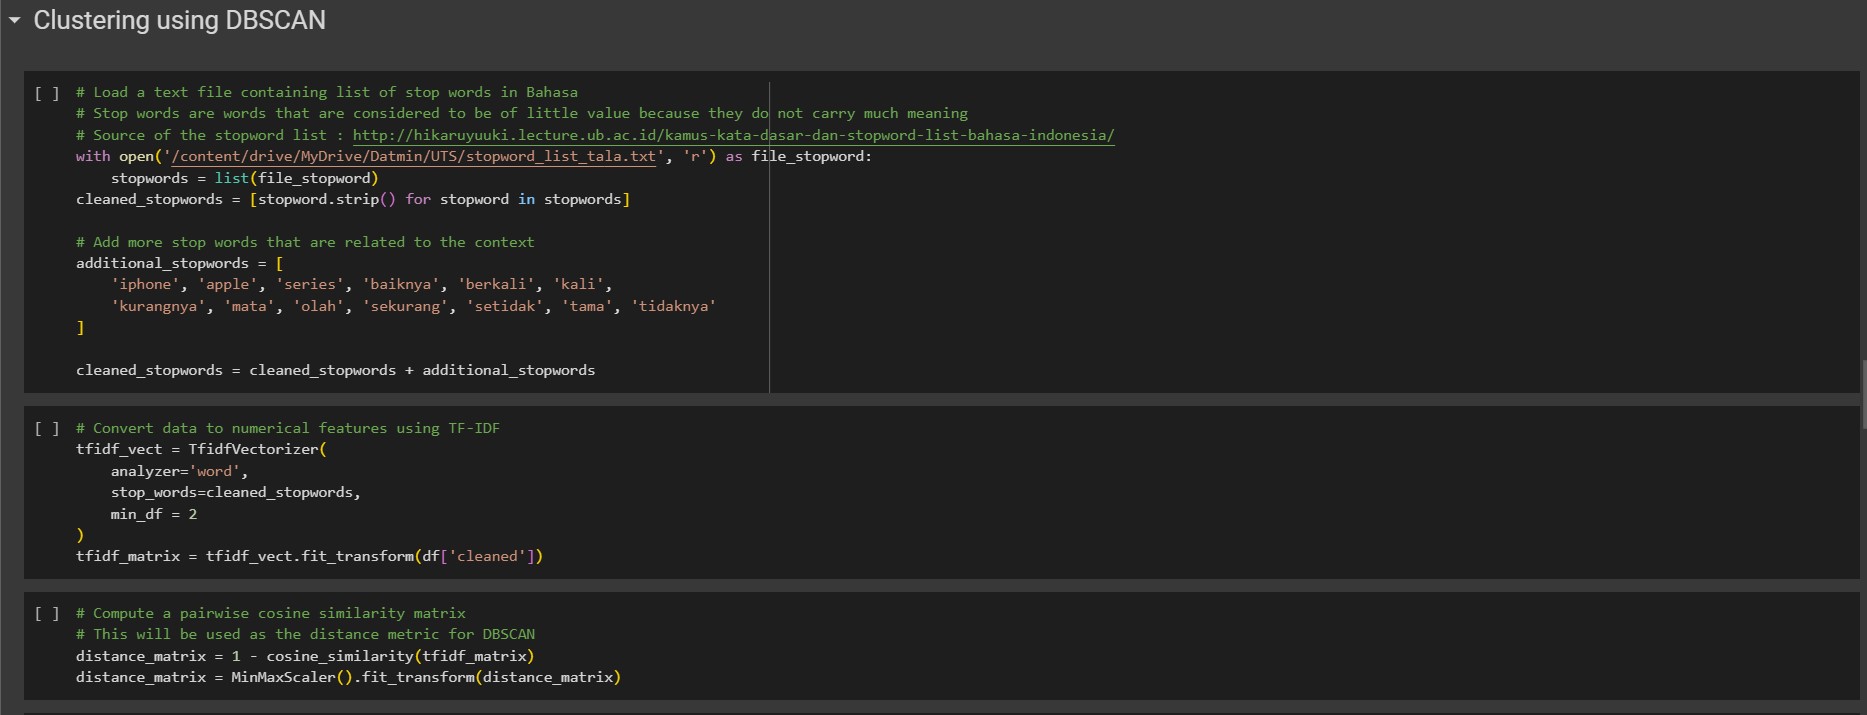 Clustering using DBSCAN
[ ] # Load a text file containing list of stop words in Bahasa
# Stop words are words that are considered to be of little value because they do not carry much meaning
# Source of the stopword list : http://hikaruyuuki.lecture.ub.ac.id/kamus-kata-dasar-dan-stopword-list-bahasa-indonesia/
with open('/content/drive/MyDrive/Datmin/UTS/stopword_list_tala.txt', 'r') as file_stopword:
    stopwords = list(file_stopword)
cleaned_stopwords = [stopword.strip() for stopword in stopwords]
# Add more stop words that are related to the context
additional_stopwords = [
    'iphone', 'apple', 'series', 'baiknya', 'berkali', 'kali',
    'kurangnya', 'mata', 'olah', 'sekurang', 'setidak', 'tama', 'tidaknya'
]
cleaned_stopwords = cleaned_stopwords + additional_stopwords
[ ] # Convert data to numerical features using TF-IDF
tfidf_vect = TfidfVectorizer(
    analyzer='word',
    stop_words=cleaned_stopwords,
    min_df = 2
)
tfidf_matrix = tfidf_vect.fit_transform(df['cleaned'])
[ ] # Compute a pairwise cosine similarity matrix
# This will be used as the distance metric for DBSCAN
distance_matrix = 1 - cosine_similarity(tfidf_matrix)
distance_matrix = MinMaxScaler().fit_transform(distance_matrix)